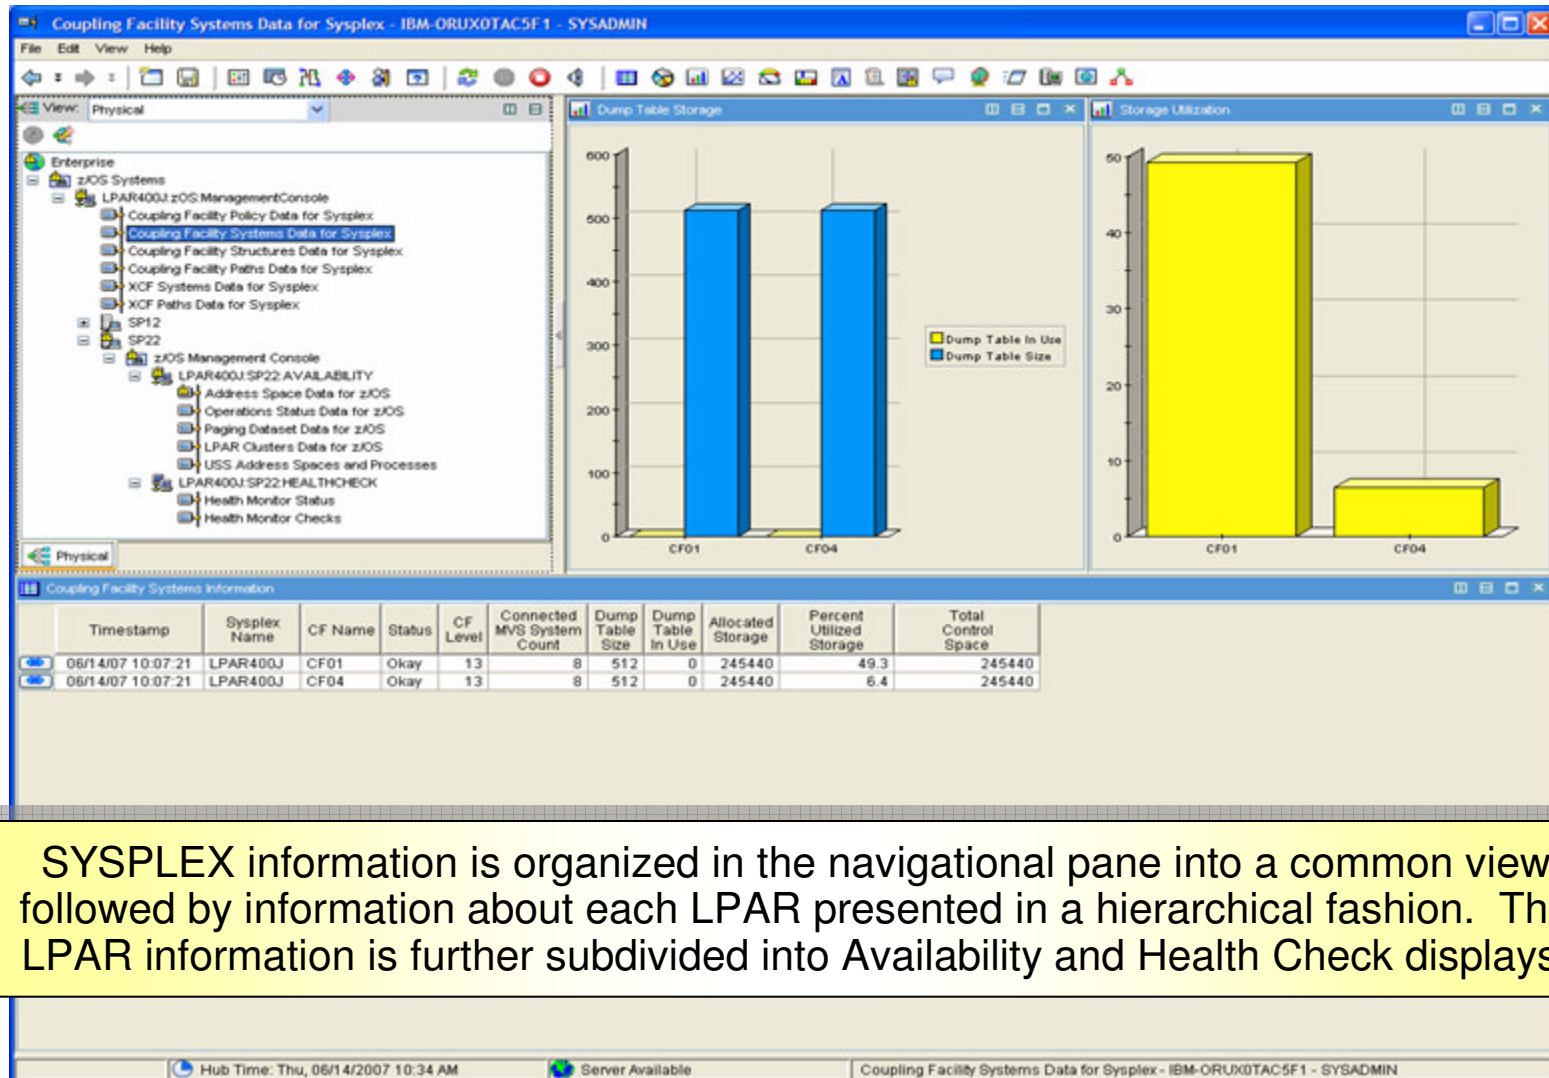 Coupling Facility Systems Data for Sysplex - IBM-ORUX0TAC5F1 - SYSADMIN
File Edit View Help
View: Physical
Enterprise
z/OS Systems
LPAR400J:zOS:ManagementConsole
Coupling Facility Policy Data for Sysplex
Coupling Facility Systems Data for Sysplex
Coupling Facility Structures Data for Sysplex
Coupling Facility Paths Data for Sysplex
XCF Systems Data for Sysplex
XCF Paths Data for Sysplex
SP12
SP22
z/OS Management Console
LPAR400J:SP22:AVAILABILITY
Address Space Data for z/OS
Operations Status Data for z/OS
Paging Dataset Data for z/OS
LPAR Clusters Data for z/OS
USS Address Spaces and Processes
LPAR400J:SP22:HEALTHCHECK
Health Monitor Status
Health Monitor Checks
Physical
Dump Table Storage
600
500
400
300
200
100
0
CF01 CF04
Dump Table In Use
Dump Table Size
Storage Utilization
50
40
30
20
10
0
CF01 CF04
Coupling Facility Systems Information
Timestamp Sysplex Name CF Name Status CF Level Connected MVS System Count Dump Table Size Dump Table In Use Allocated Storage Percent Utilized Storage Total Control Space
06/14/07 10:07:21 LPAR400J CF01 Okay 13 8 512 0 245440 49.3 245440
06/14/07 10:07:21 LPAR400J CF04 Okay 13 8 512 0 245440 6.4 245440
SYSPLEX information is organized in the navigational pane into a common view
followed by information about each LPAR presented in a hierarchical fashion. Th
LPAR information is further subdivided into Availability and Health Check displays
Hub Time: Thu, 06/14/2007 10:34 AM
Server Available
Coupling Facility Systems Data for Sysplex - IBM-ORUX0TAC5F1 - SYSADMIN